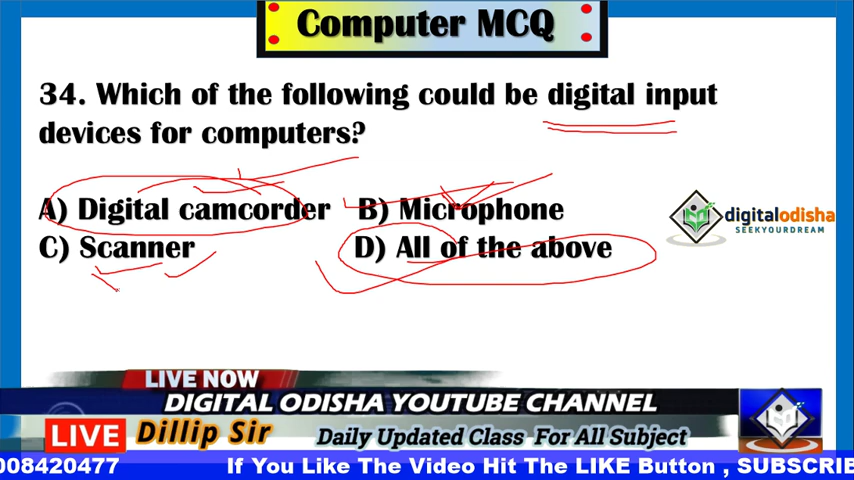 Computer MCQ
34. Which of the following could be digital input
devices for computers?
A) Digital camcorder B) Microphone
C) Scanner D) All of the above
digitalodisha
SEEKYOURDREAM
LIVE NOW
DIGITAL ODISHA YOUTUBE CHANNEL
LIVE Dillip Sir Daily Updated Class For All Subject
008420477 If You Like The Video Hit The LIKE Button , SUBSCRIBE